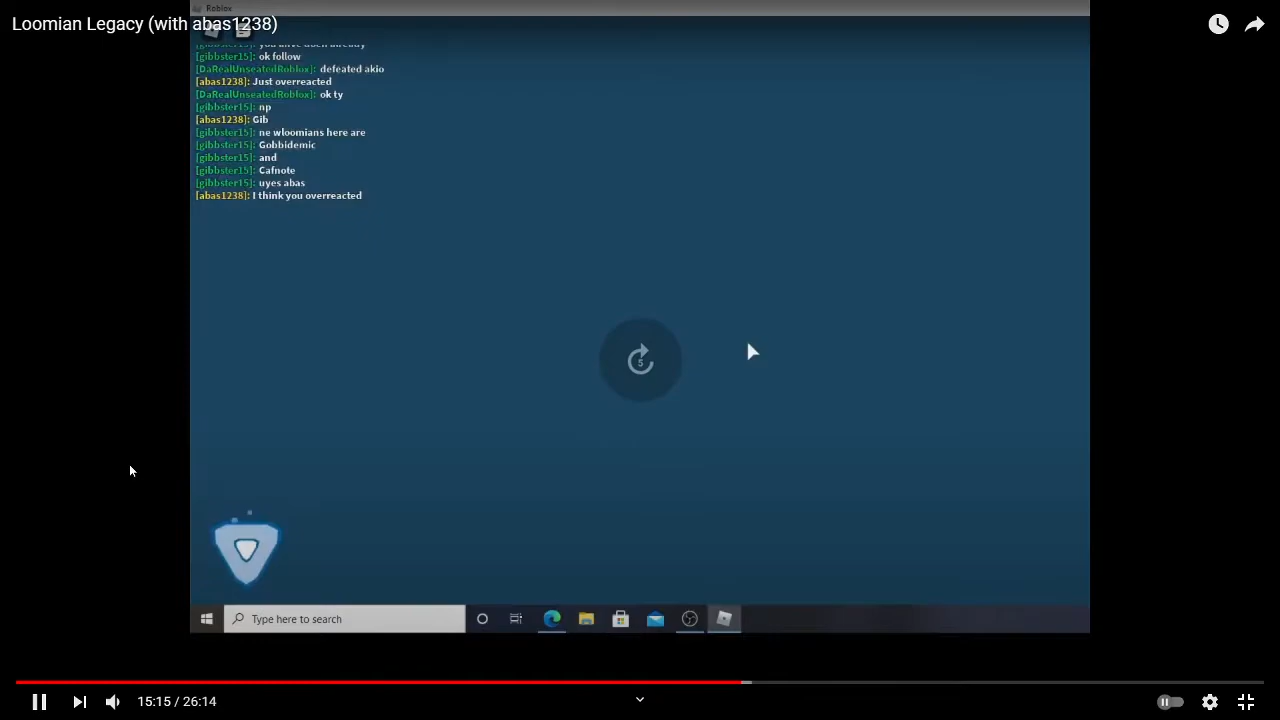 Roblox
Loomian Legacy (with abas1238)
[gibbster15]: ok follow
[DaRealUnseatedRoblox]: defeated akio
[abas1238]: Just overreacted
[DaRealUnseatedRoblox]: ok ty
[gibbster15]: np
[abas1238]: Gib
[gibbster15]: ne wloomians here are
[gibbster15]: Gobbidemic
[gibbster15]: and
[gibbster15]: Cafnote
[gibbster15]: uyes abas
[abas1238]: I think you overreacted
5
Type here to search
15:15 / 26:14